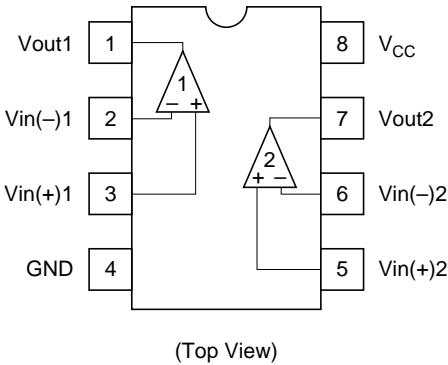 Vout1 1 8 VCC
1
− +
Vin(–)1 2 7 Vout2
2
+ −
Vin(+)1 3 6 Vin(–)2
GND 4 5 Vin(+)2
(Top View)